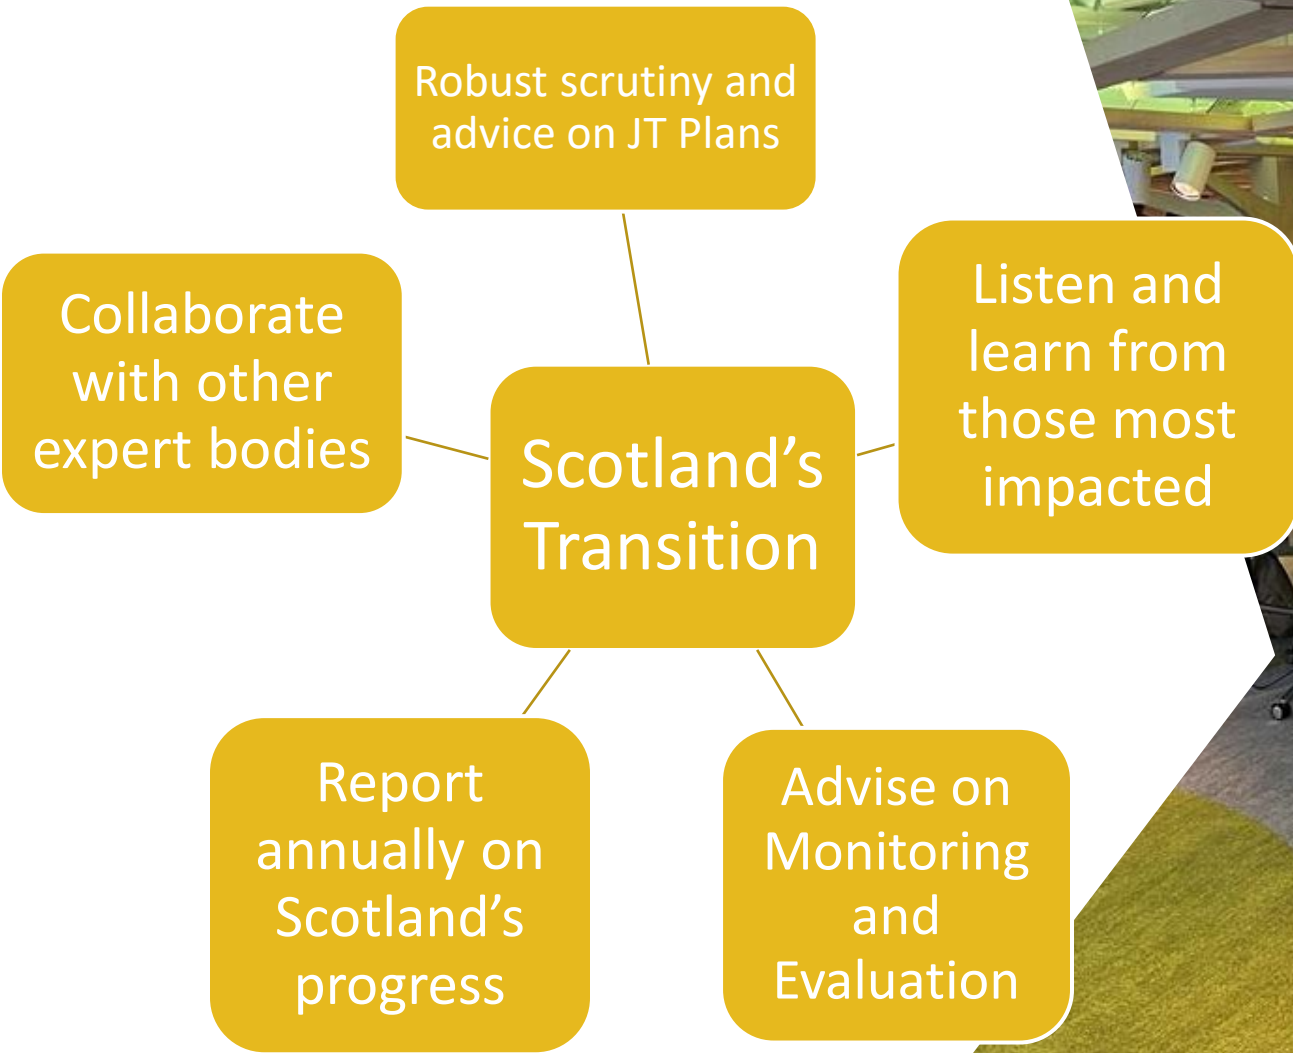 Robust scrutiny and
advice on JT Plans
Collaborate
with other
expert bodies
Listen and
learn from
those most
impacted
Scotland’s
Transition
Report
annually on
Scotland’s
progress
Advise on
Monitoring
and
Evaluation